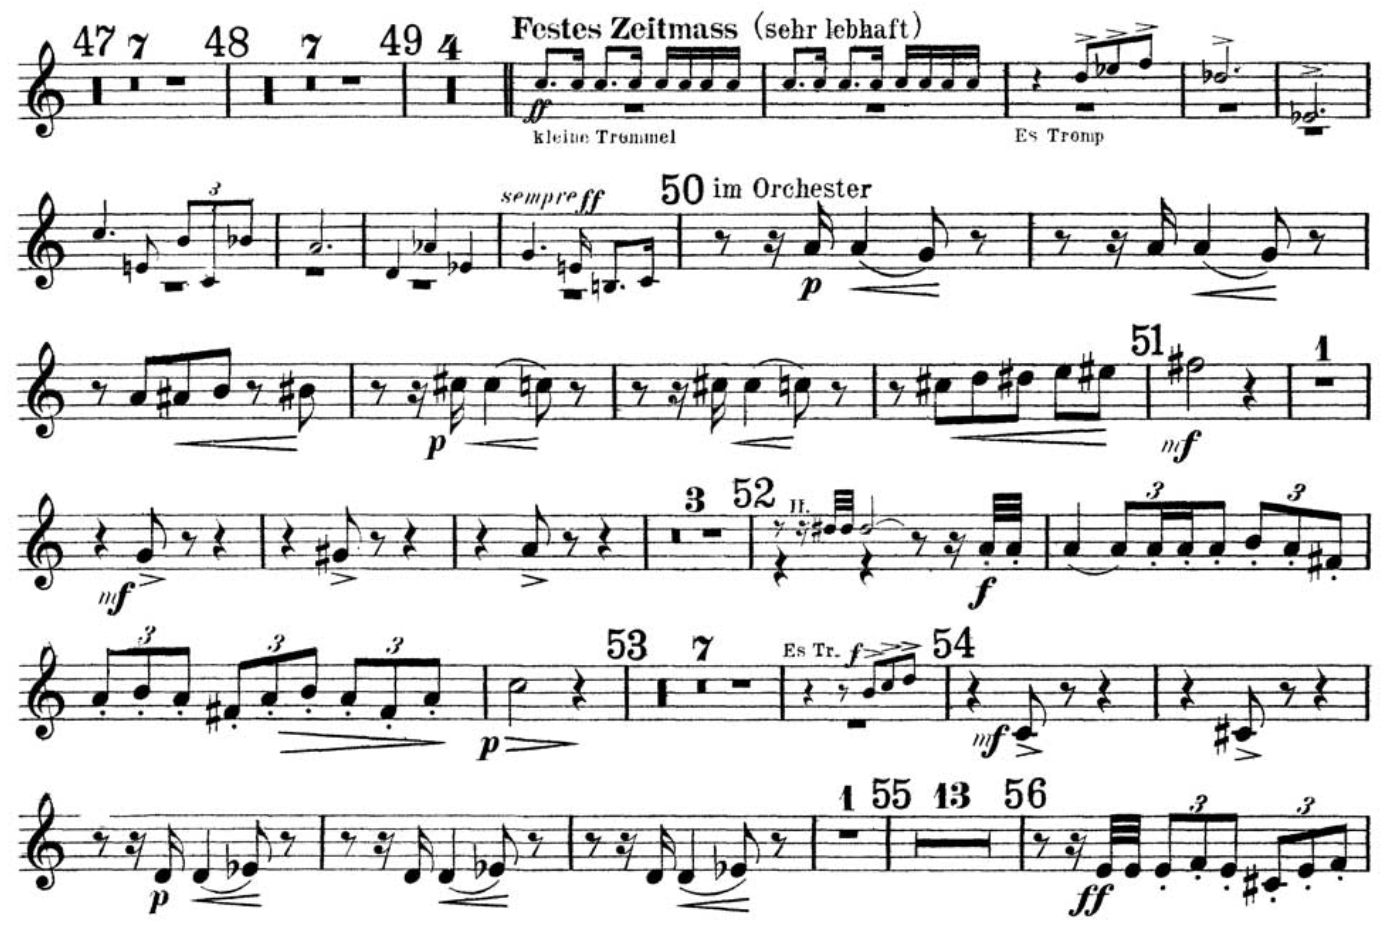 Festes Zeitmass (sehr lebhaft)
47 7 48 7 49 4
ff
kleine Trommel Es Tromp
3 sempre ff 50 im Orchester
p
51 1
p mf
3 52 II. 3 3
mf f
3 3 3 53 7 Es Tr. f 54
p mf
1 55 13 56 3 3
p ff